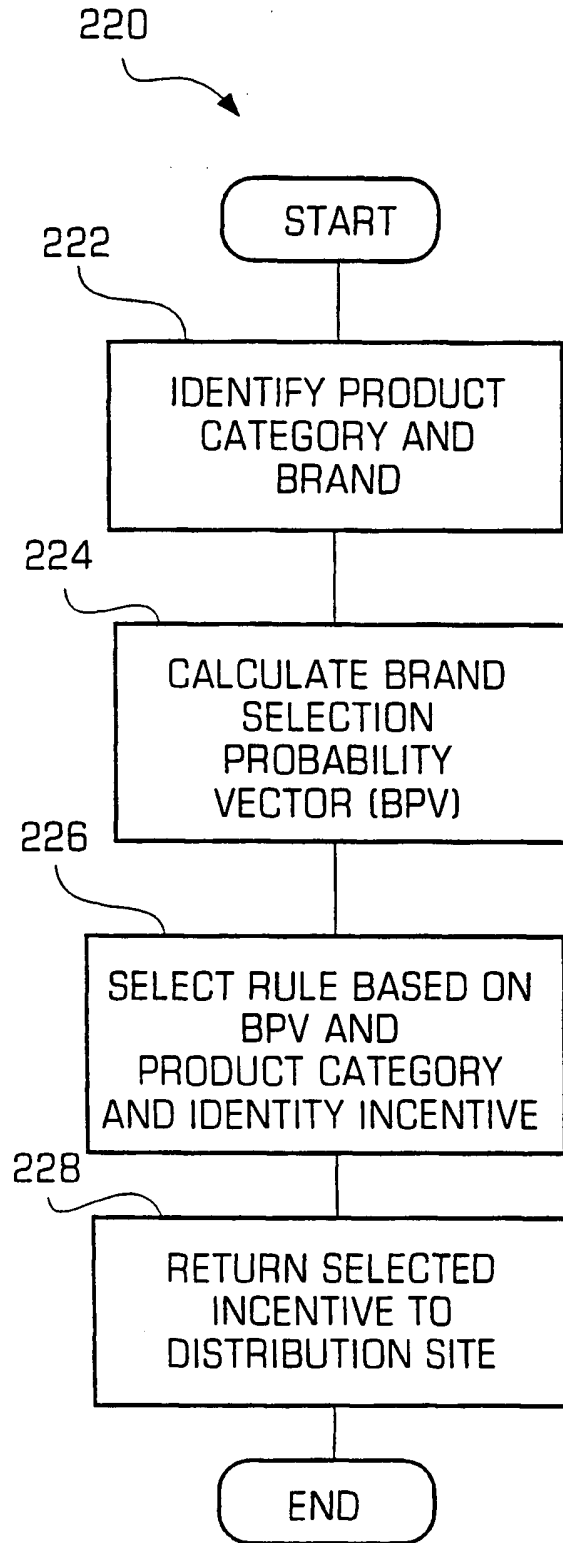 220
START
222
IDENTIFY PRODUCT
CATEGORY AND
BRAND
224
CALCULATE BRAND
SELECTION
PROBABILITY
VECTOR (BPV)
226
SELECT RULE BASED ON
BPV AND
PRODUCT CATEGORY
AND IDENTITY INCENTIVE
228
RETURN SELECTED
INCENTIVE TO
DISTRIBUTION SITE
END